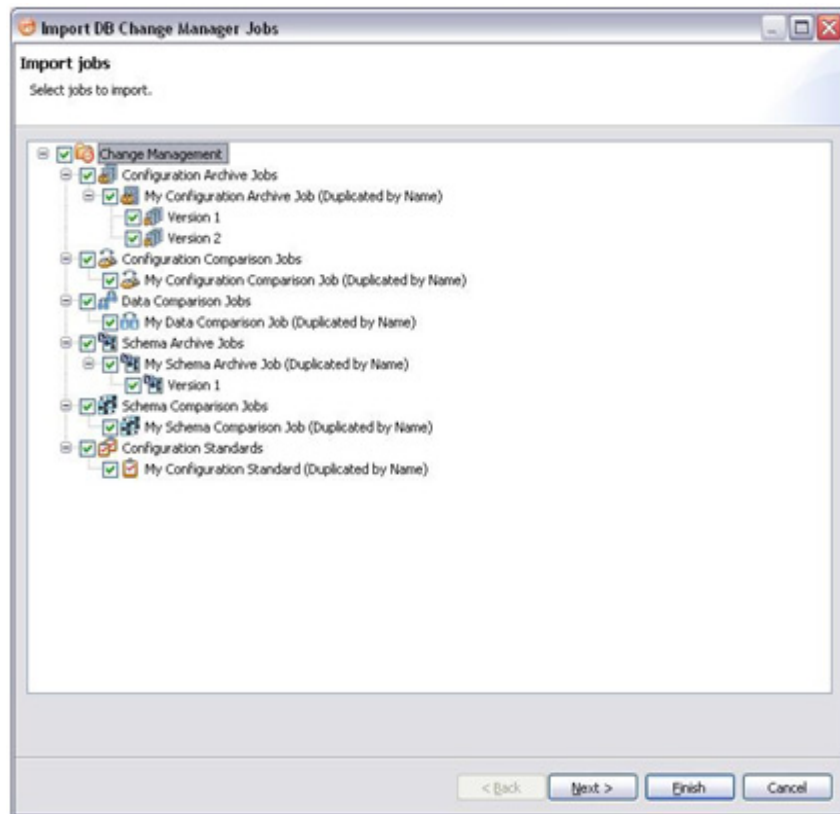 Import DB Change Manager Jobs
Import jobs
Select jobs to import.
Change Management
Configuration Archive Jobs
My Configuration Archive Job (Duplicated by Name)
Version 1
Version 2
Configuration Comparison Jobs
My Configuration Comparison Job (Duplicated by Name)
Data Comparison Jobs
My Data Comparison Job (Duplicated by Name)
Schema Archive Jobs
My Schema Archive Job (Duplicated by Name)
Version 1
Schema Comparison Jobs
My Schema Comparison Job (Duplicated by Name)
Configuration Standards
My Configuration Standard (Duplicated by Name)
< Back Next > Finish Cancel